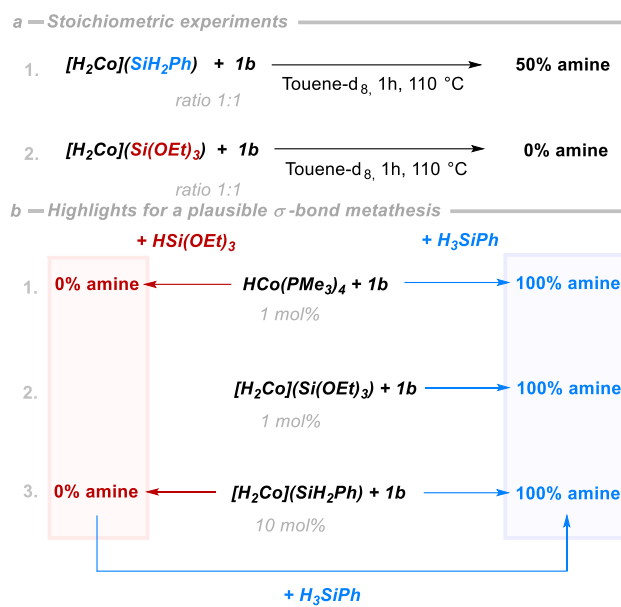 a Stoichiometric experiments
1. [H₂Co](SiH₂Ph) + 1b 50% amine
Touene-d₈, 1h, 110 °C
ratio 1:1
2. [H₂Co](Si(OEt)₃) + 1b 0% amine
Touene-d₈, 1h, 110 °C
ratio 1:1
b Highlights for a plausible σ-bond metathesis
+ HSi(OEt)₃ + H₃SiPh
1. 0% amine HCo(PMe₃)₄ + 1b 100% amine
1 mol%
2. [H₂Co](Si(OEt)₃) + 1b 100% amine
1 mol%
3. 0% amine [H₂Co](SiH₂Ph) + 1b 100% amine
10 mol%
+ H₃SiPh